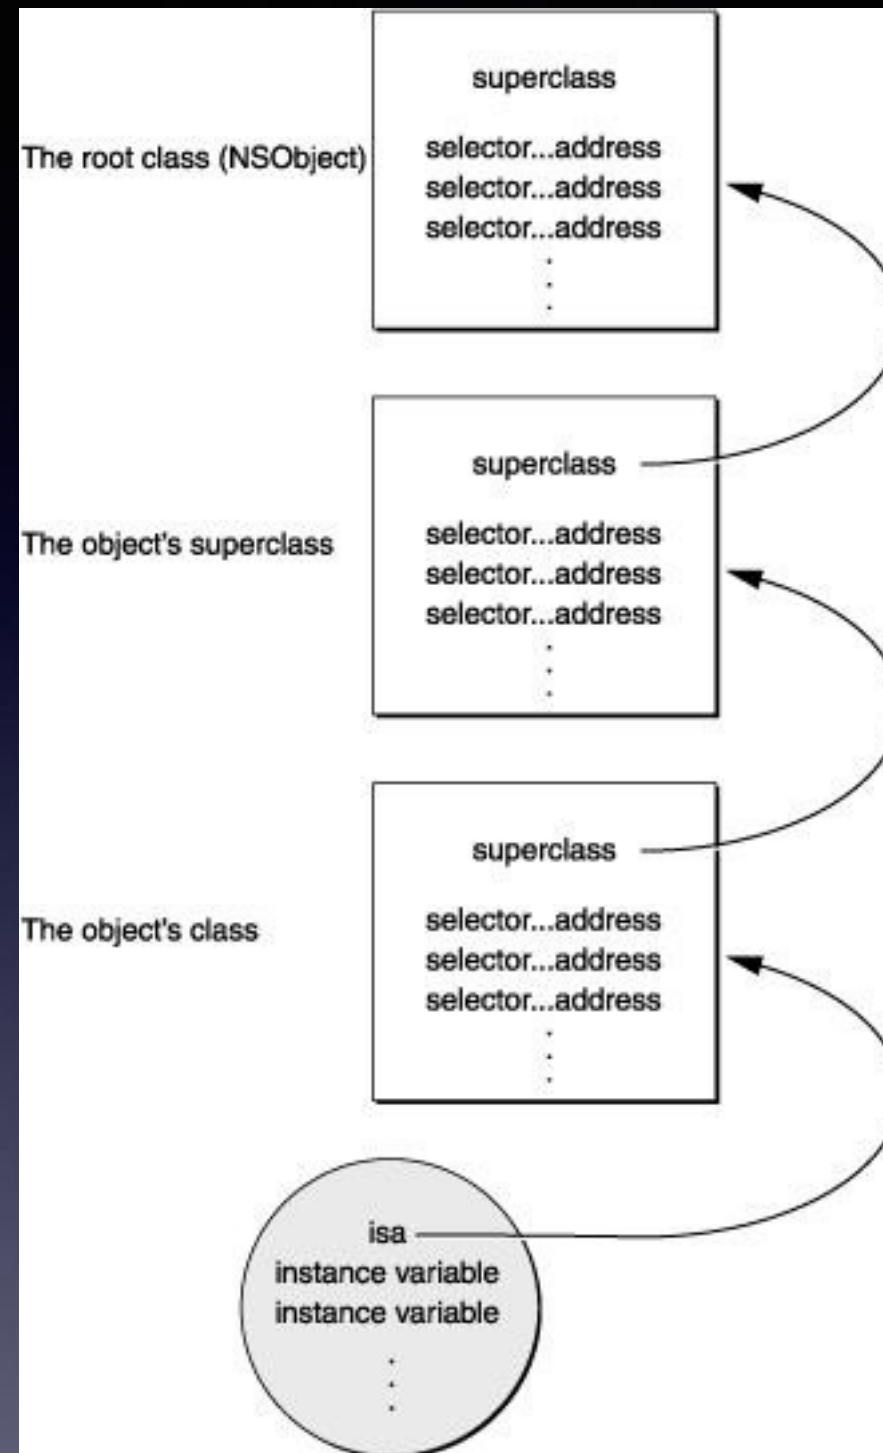 superclass
The root class (NSObject)
selector...address
selector...address
selector...address
.
.
.
superclass
The object's superclass
selector...address
selector...address
selector...address
.
.
.
superclass
The object's class
selector...address
selector...address
selector...address
.
.
.
isa
instance variable
instance variable
.
.
.